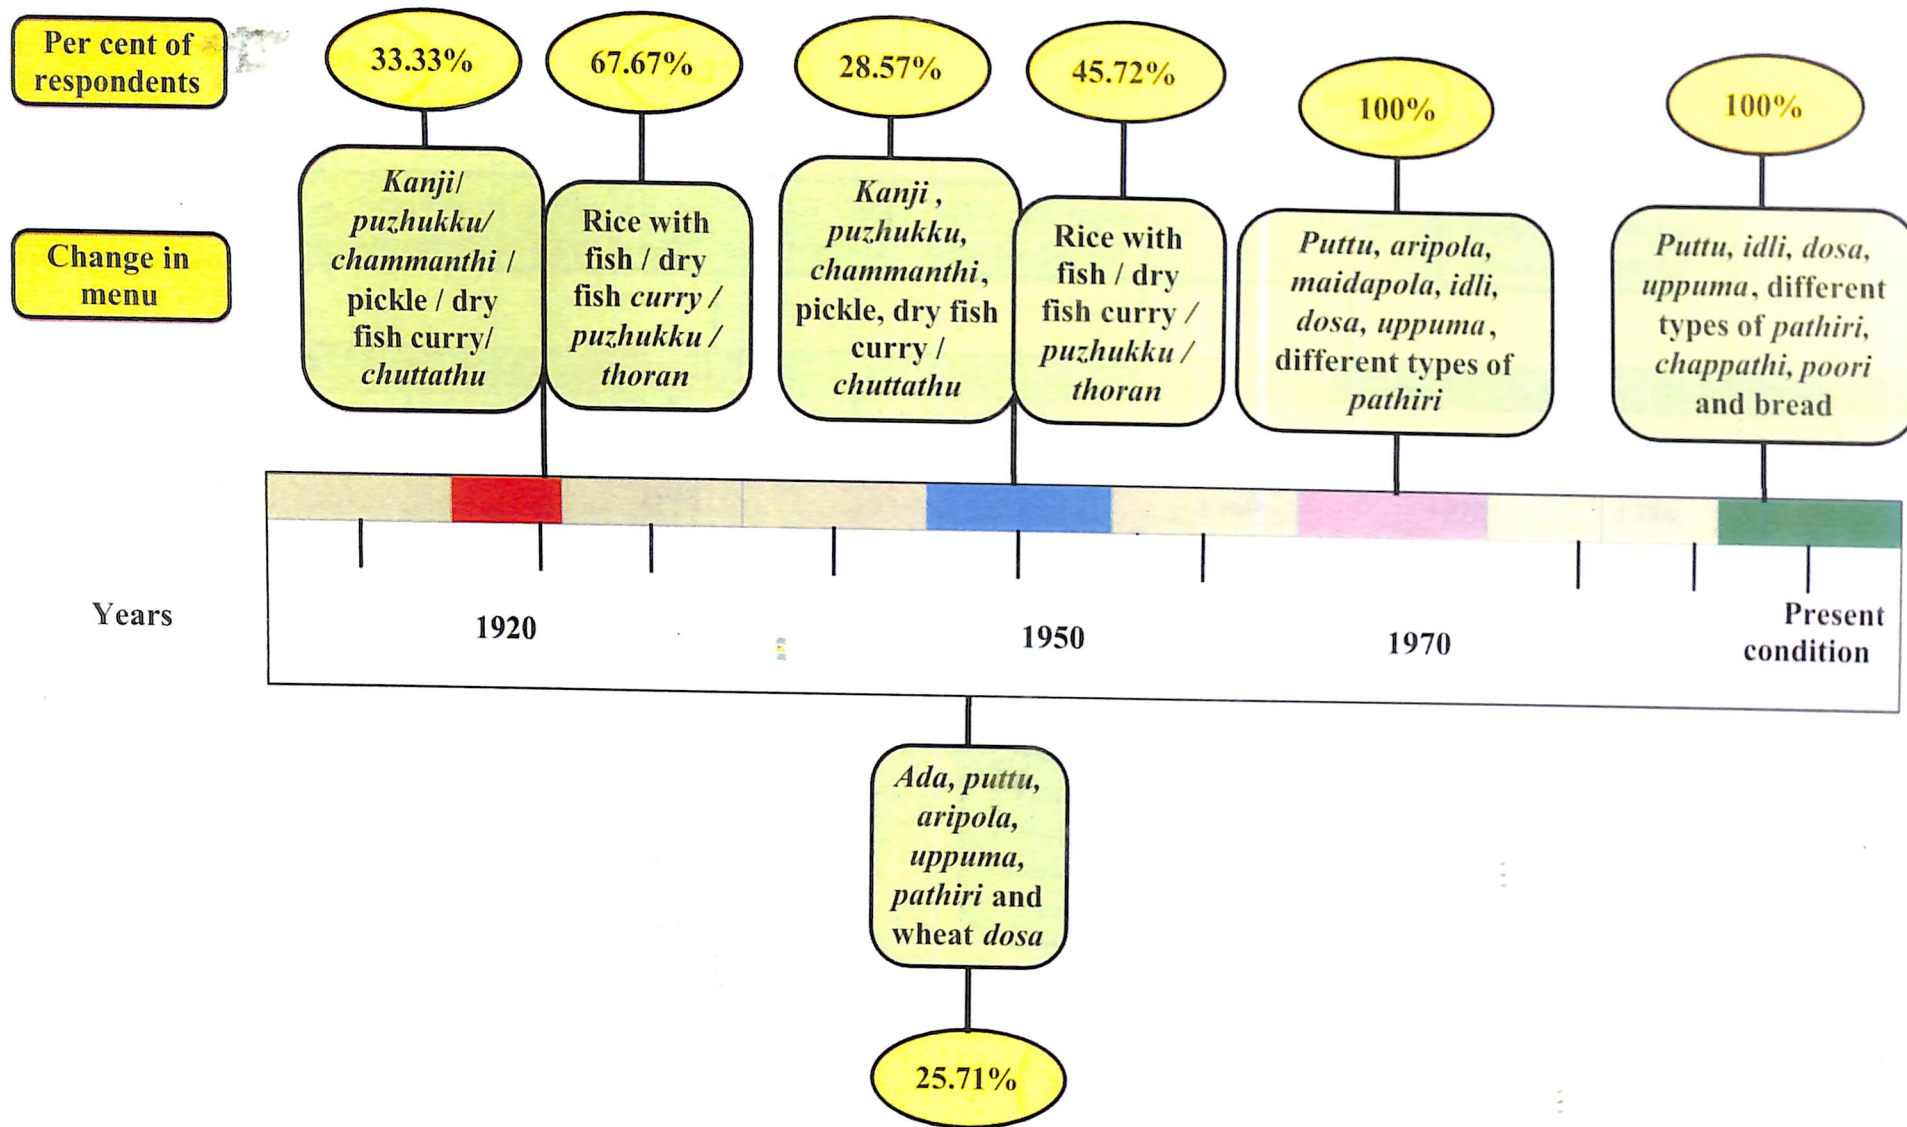 Per cent of
respondents
33.33%
67.67%
28.57%
45.72%
100%
100%
Change in
menu
Kanji/
puzhukku/
chammanthi /
pickle / dry
fish curry/
chuttathu
Rice with
fish / dry
fish curry /
puzhukku /
thoran
Kanji ,
puzhukku,
chammanthi,
pickle, dry fish
curry /
chuttathu
Rice with
fish / dry
fish curry /
puzhukku /
thoran
Puttu, aripola,
maidapola, idli,
dosa, uppuma,
different types of
pathiri
Puttu, idli, dosa,
uppuma, different
types of pathiri,
chappathi, poori
and bread
Years
1920
1950
1970
Present
condition
Ada, puttu,
aripola,
uppuma,
pathiri and
wheat dosa
25.71%